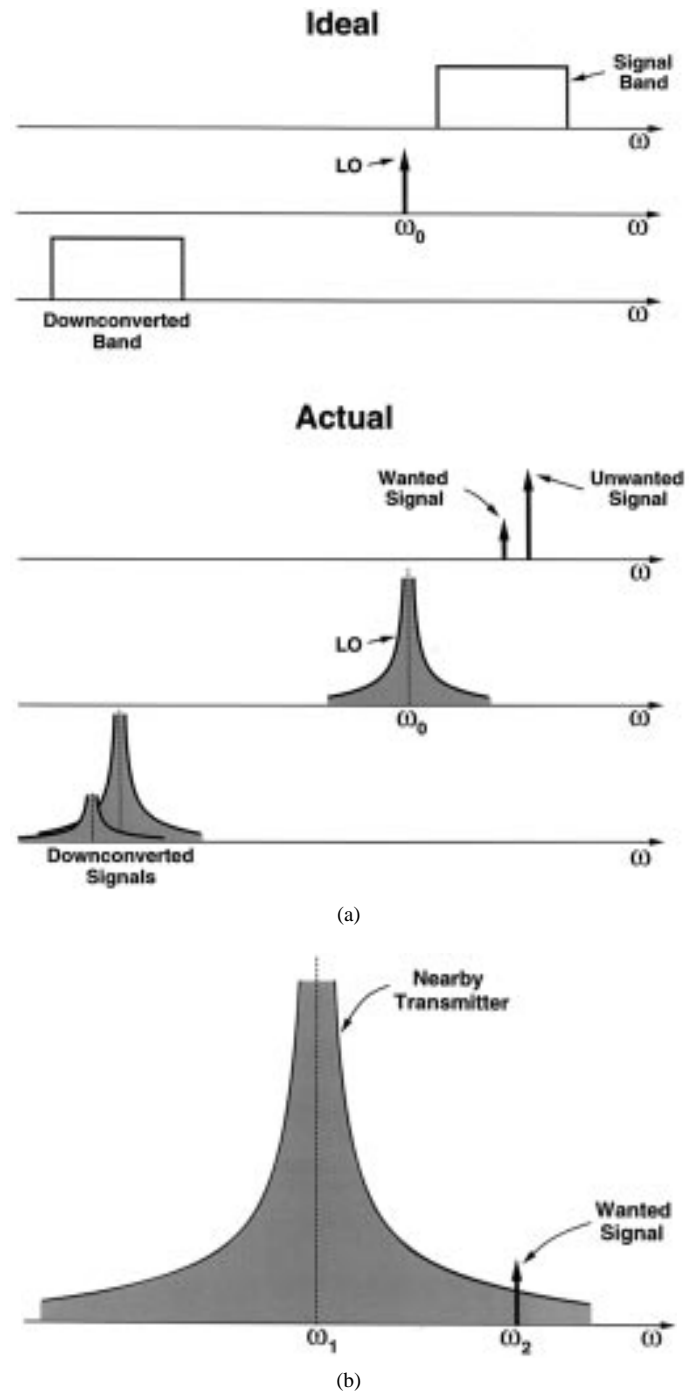 Ideal
Signal
Band
ω
LO
ω0
ω
Downconverted
Band
ω
Actual
Wanted
Signal
Unwanted
Signal
ω
LO
ω0
ω
Downconverted
Signals
ω
(a)
Nearby
Transmitter
Wanted
Signal
ω1
ω2
ω
(b)